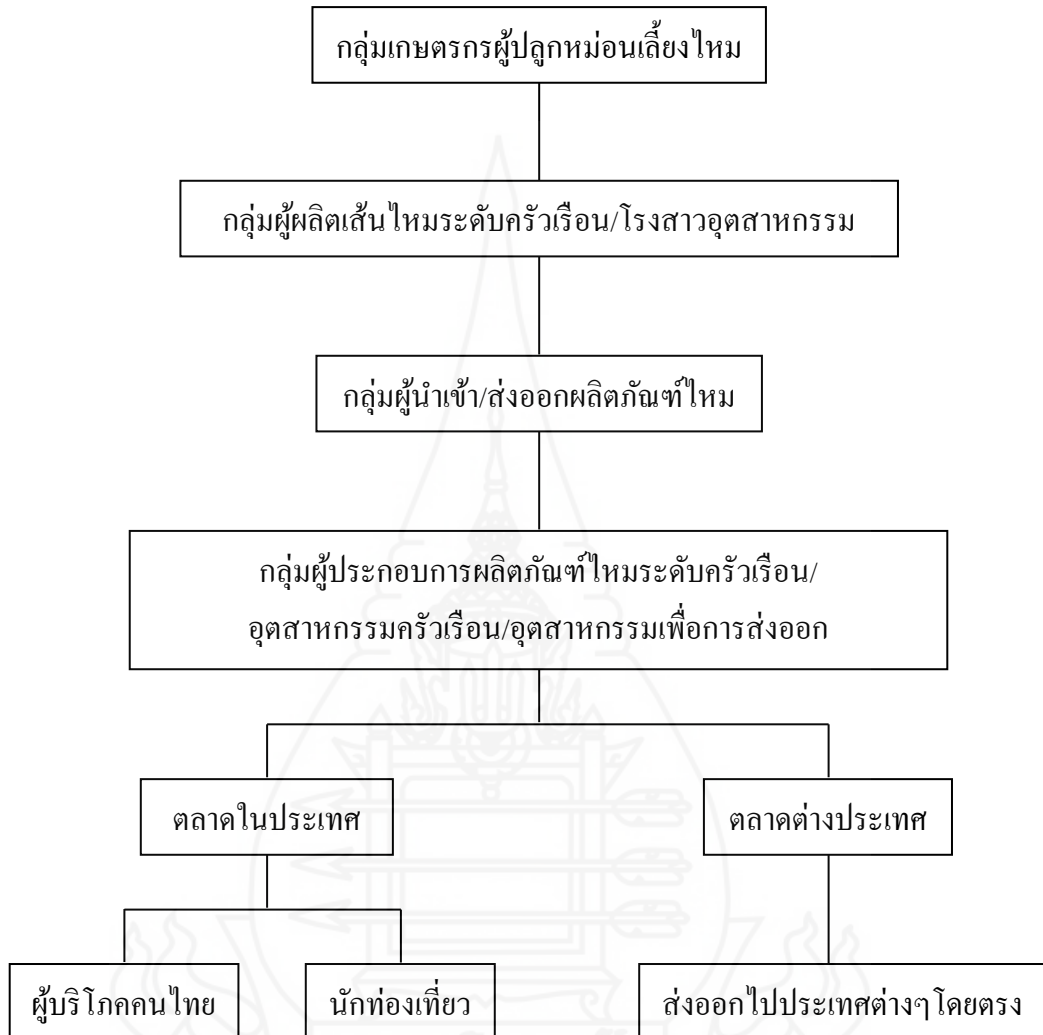 กลุ่มเกษตรกรผู้ปลูกหม่อนเลี้ยงไหม
กลุ่มผู้ผลิตเส้นไหมระดับครัวเรือน/โรงสาวอุตสาหกรรม
กลุ่มผู้นำเข้า/ส่งออกผลิตภัณฑ์ไหม
กลุ่มผู้ประกอบการผลิตภัณฑ์ไหมระดับครัวเรือน/
อุตสาหกรรมครัวเรือน/อุตสาหกรรมเพื่อการส่งออก
ตลาดในประเทศ
ตลาดต่างประเทศ
ผู้บริโภคคนไทย
นักท่องเที่ยว
ส่งออกไปประเทศต่างๆโดยตรง